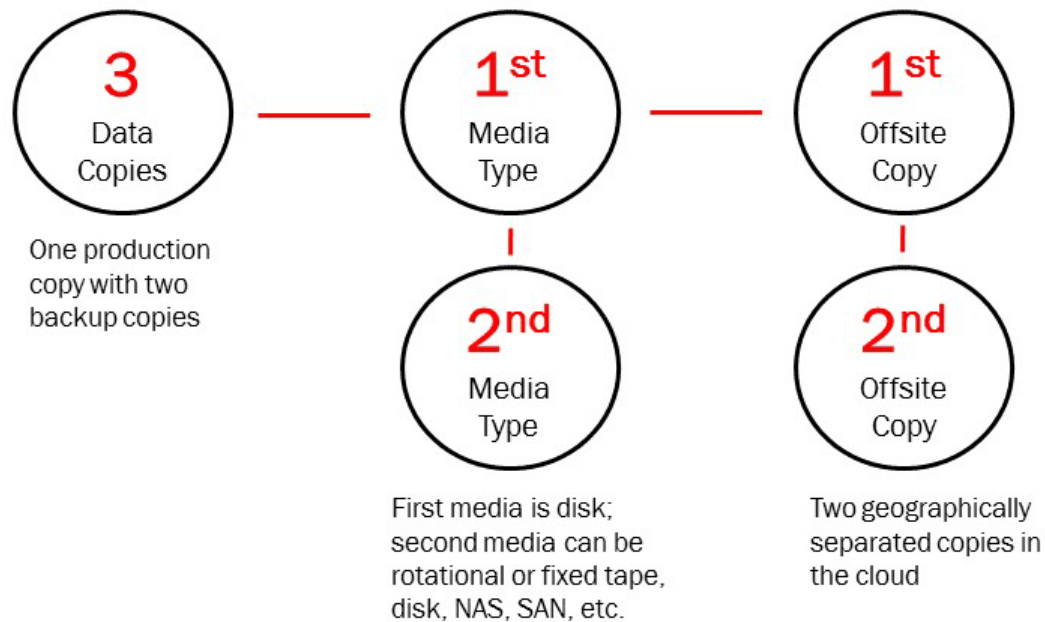 3
Data
Copies
One production
copy with two
backup copies
1st
Media
Type
2nd
Media
Type
First media is disk;
second media can be
rotational or fixed tape,
disk, NAS, SAN, etc.
1st
Offsite
Copy
2nd
Offsite
Copy
Two geographically
separated copies in
the cloud